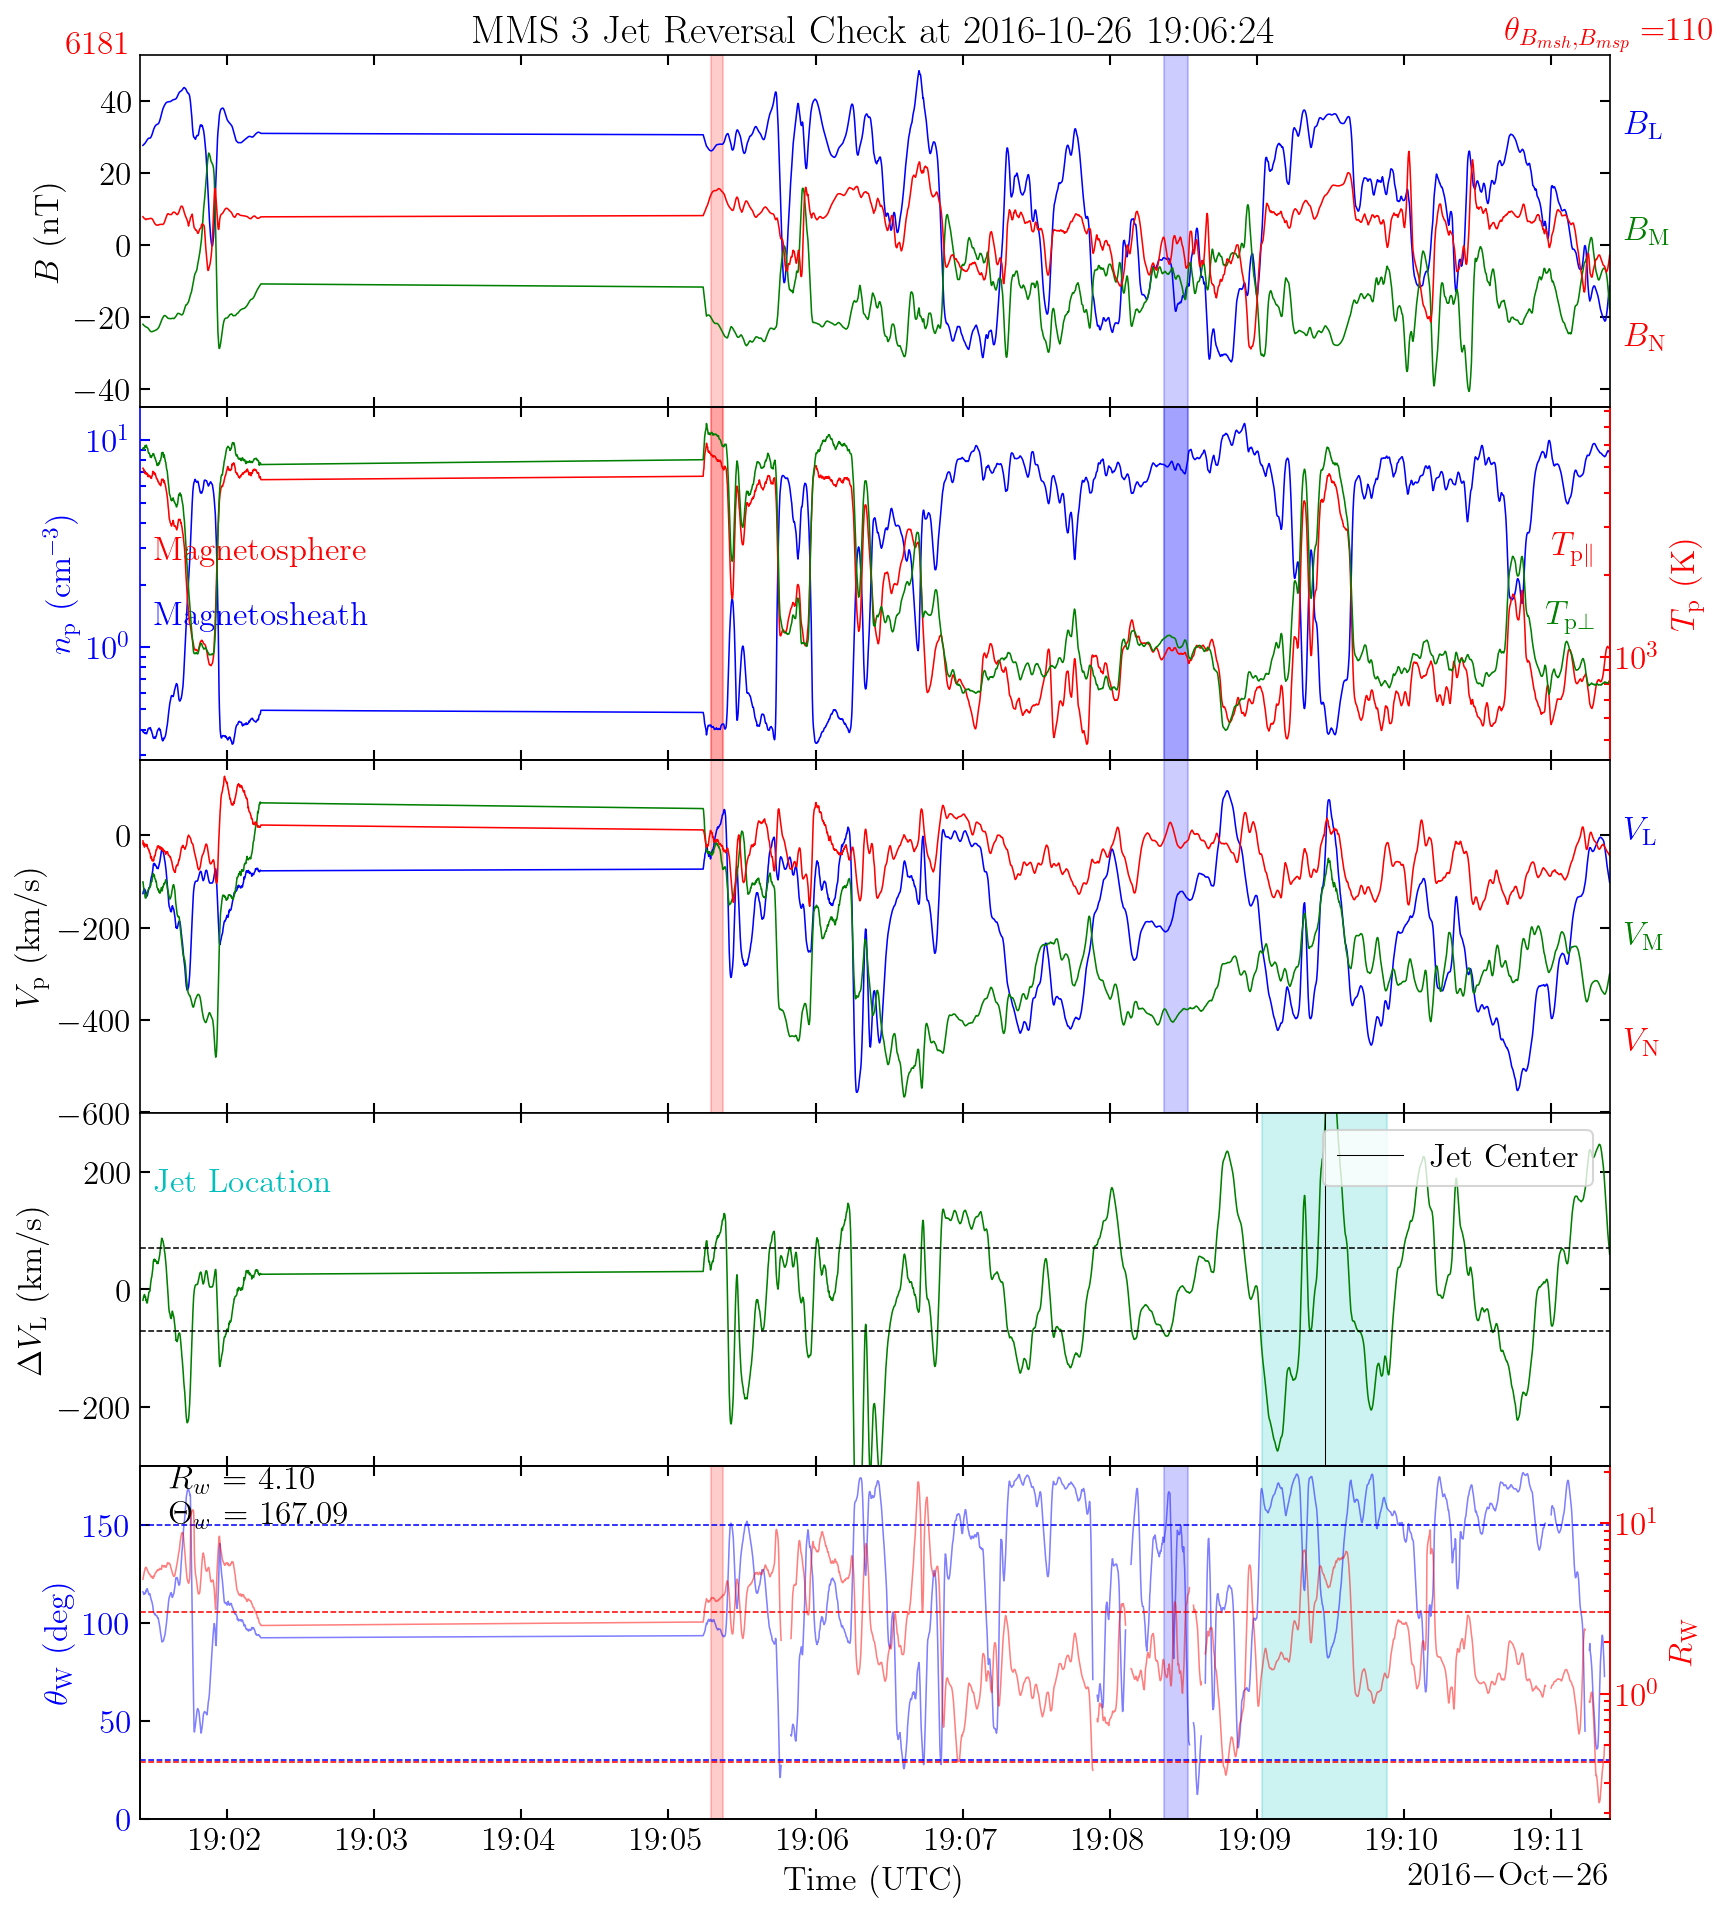 MMS 3 Jet Reversal Check at 2016-10-26 19:06:24
6181
θ_{B_{msh},B_{msp}} =110
B (nT)
40
20
0
−20
−40
B_L
B_M
B_N
n_p (cm^{−3})
10^1
10^0
Magnetosphere
Magnetosheath
T_{p∥}
T_{p⊥}
10^3
T_p (K)
V_p (km/s)
0
−200
−400
−600
V_L
V_M
V_N
ΔV_L (km/s)
200
0
−200
Jet Location
Jet Center
R_w = 4.10
Θ_w = 167.09
θ_W (deg)
150
100
50
0
10^1
10^0
R_W
19:02 19:03 19:04 19:05 19:06 19:07 19:08 19:09 19:10 19:11
Time (UTC)
2016−Oct−26